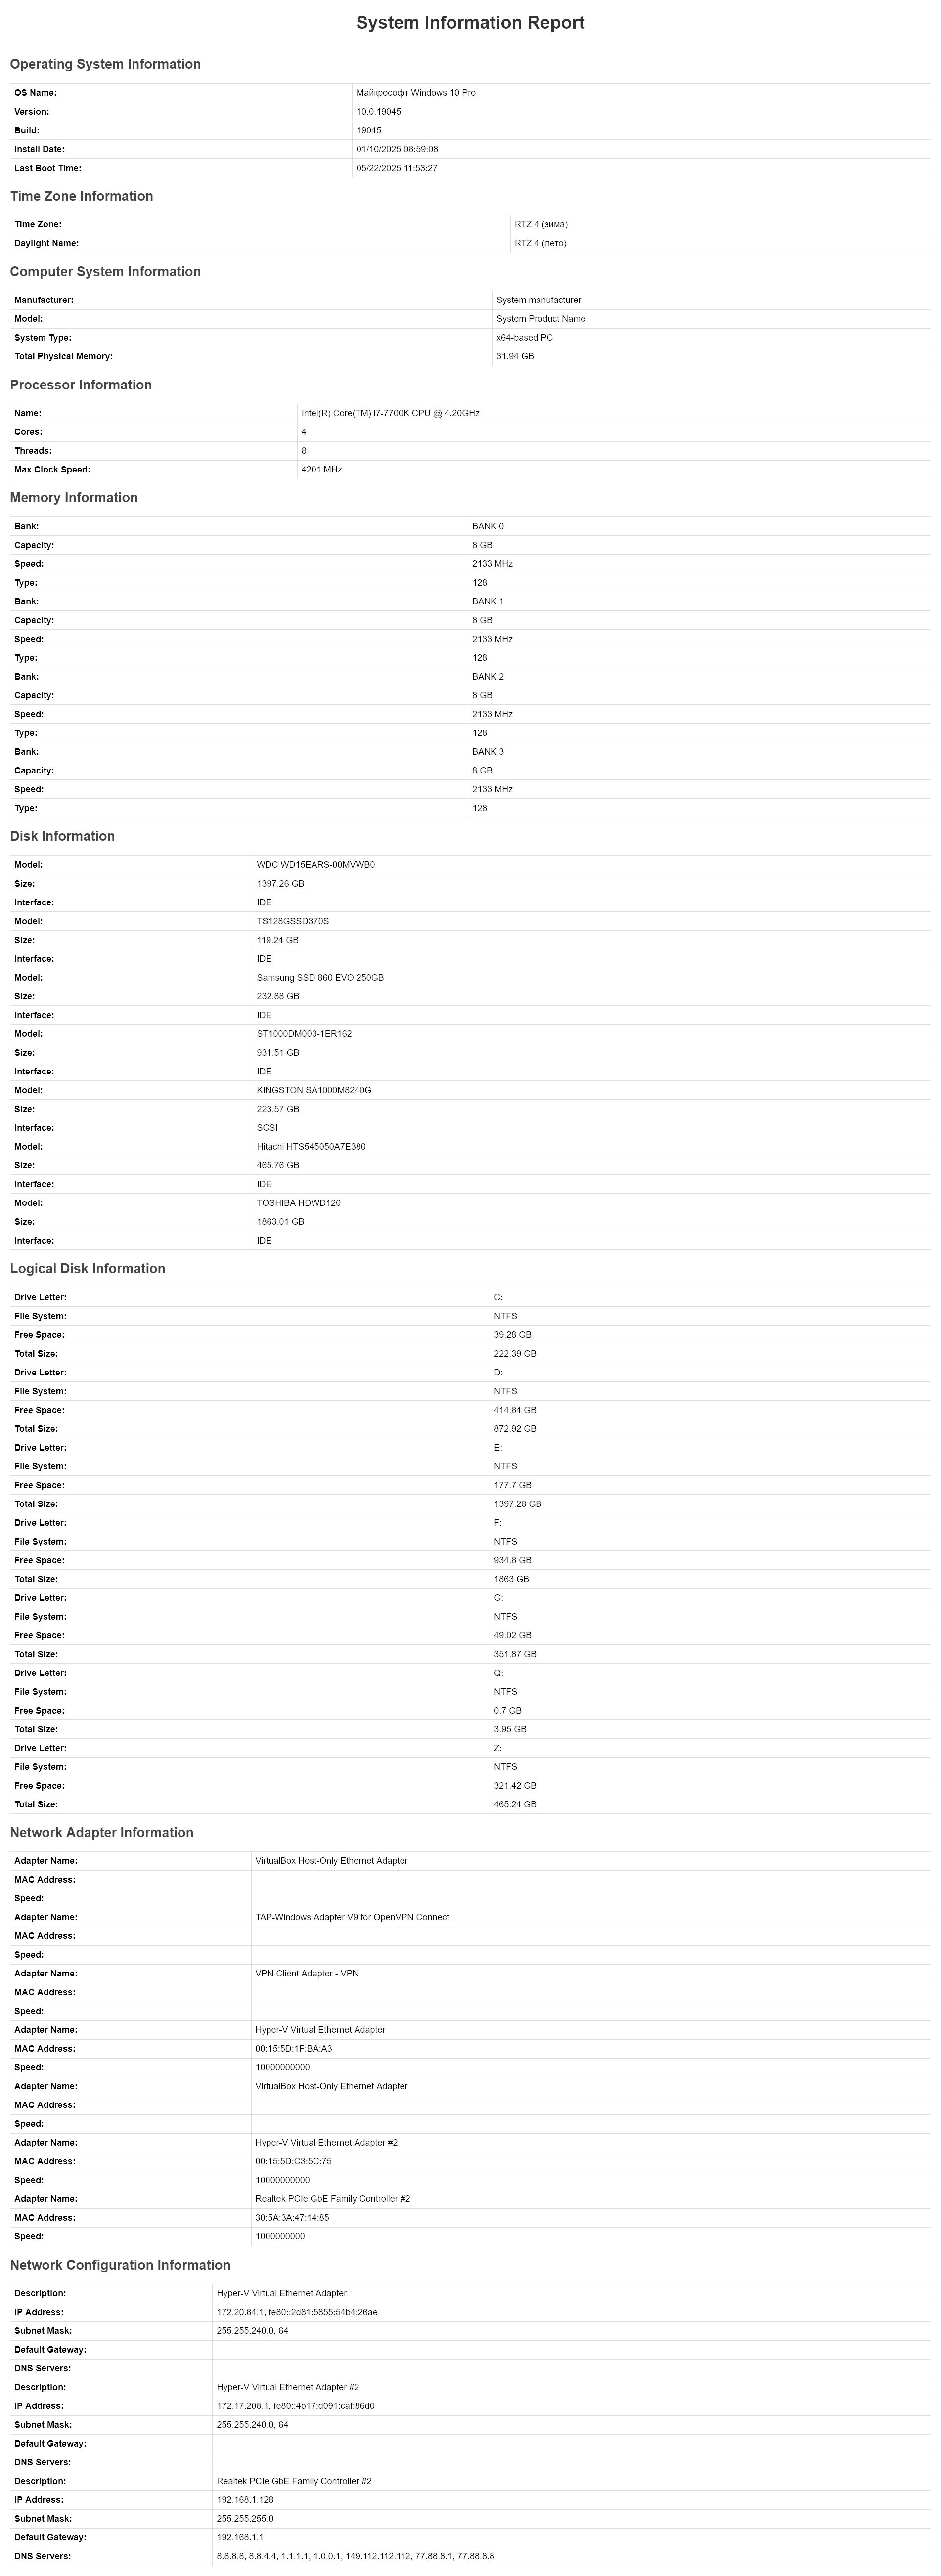 System Information Report
Operating System Information
OS Name: Майкрософт Windows 10 Pro
Version: 10.0.19045
Build: 19045
Install Date: 01/10/2025 06:59:08
Last Boot Time: 05/22/2025 11:53:27
Time Zone Information
Time Zone: RTZ 4 (зима)
Daylight Name: RTZ 4 (лето)
Computer System Information
Manufacturer: System manufacturer
Model: System Product Name
System Type: x64-based PC
Total Physical Memory: 31.94 GB
Processor Information
Name: Intel(R) Core(TM) i7-7700K CPU @ 4.20GHz
Cores: 4
Threads: 8
Max Clock Speed: 4201 MHz
Memory Information
Bank: BANK 0
Capacity: 8 GB
Speed: 2133 MHz
Type: 128
Bank: BANK 1
Capacity: 8 GB
Speed: 2133 MHz
Type: 128
Bank: BANK 2
Capacity: 8 GB
Speed: 2133 MHz
Type: 128
Bank: BANK 3
Capacity: 8 GB
Speed: 2133 MHz
Type: 128
Disk Information
Model: WDC WD15EARS-00MVWB0
Size: 1397.26 GB
Interface: IDE
Model: TS128GSSD370S
Size: 119.24 GB
Interface: IDE
Model: Samsung SSD 860 EVO 250GB
Size: 232.88 GB
Interface: IDE
Model: ST1000DM003-1ER162
Size: 931.51 GB
Interface: IDE
Model: KINGSTON SA1000M8240G
Size: 223.57 GB
Interface: SCSI
Model: Hitachi HTS545050A7E380
Size: 465.76 GB
Interface: IDE
Model: TOSHIBA HDWD120
Size: 1863.01 GB
Interface: IDE
Logical Disk Information
Drive Letter: C:
File System: NTFS
Free Space: 39.28 GB
Total Size: 222.39 GB
Drive Letter: D:
File System: NTFS
Free Space: 414.64 GB
Total Size: 872.92 GB
Drive Letter: E:
File System: NTFS
Free Space: 177.7 GB
Total Size: 1397.26 GB
Drive Letter: F:
File System: NTFS
Free Space: 934.6 GB
Total Size: 1863 GB
Drive Letter: G:
File System: NTFS
Free Space: 49.02 GB
Total Size: 351.87 GB
Drive Letter: Q:
File System: NTFS
Free Space: 0.7 GB
Total Size: 3.95 GB
Drive Letter: Z:
File System: NTFS
Free Space: 321.42 GB
Total Size: 465.24 GB
Network Adapter Information
Adapter Name: VirtualBox Host-Only Ethernet Adapter
MAC Address:
Speed:
Adapter Name: TAP-Windows Adapter V9 for OpenVPN Connect
MAC Address:
Speed:
Adapter Name: VPN Client Adapter - VPN
MAC Address:
Speed:
Adapter Name: Hyper-V Virtual Ethernet Adapter
MAC Address: 00:15:5D:1F:BA:A3
Speed: 10000000000
Adapter Name: VirtualBox Host-Only Ethernet Adapter
MAC Address:
Speed:
Adapter Name: Hyper-V Virtual Ethernet Adapter #2
MAC Address: 00:15:5D:C3:5C:75
Speed: 10000000000
Adapter Name: Realtek PCIe GbE Family Controller #2
MAC Address: 30:5A:3A:47:14:85
Speed: 1000000000
Network Configuration Information
Description: Hyper-V Virtual Ethernet Adapter
IP Address: 172.20.64.1, fe80::2d81:5855:54b4:26ae
Subnet Mask: 255.255.240.0, 64
Default Gateway:
DNS Servers:
Description: Hyper-V Virtual Ethernet Adapter #2
IP Address: 172.17.208.1, fe80::4b17:d091:caf:86d0
Subnet Mask: 255.255.240.0, 64
Default Gateway:
DNS Servers:
Description: Realtek PCIe GbE Family Controller #2
IP Address: 192.168.1.128
Subnet Mask: 255.255.255.0
Default Gateway: 192.168.1.1
DNS Servers: 8.8.8.8, 8.8.4.4, 1.1.1.1, 1.0.0.1, 149.112.112.112, 77.88.8.1, 77.88.8.8